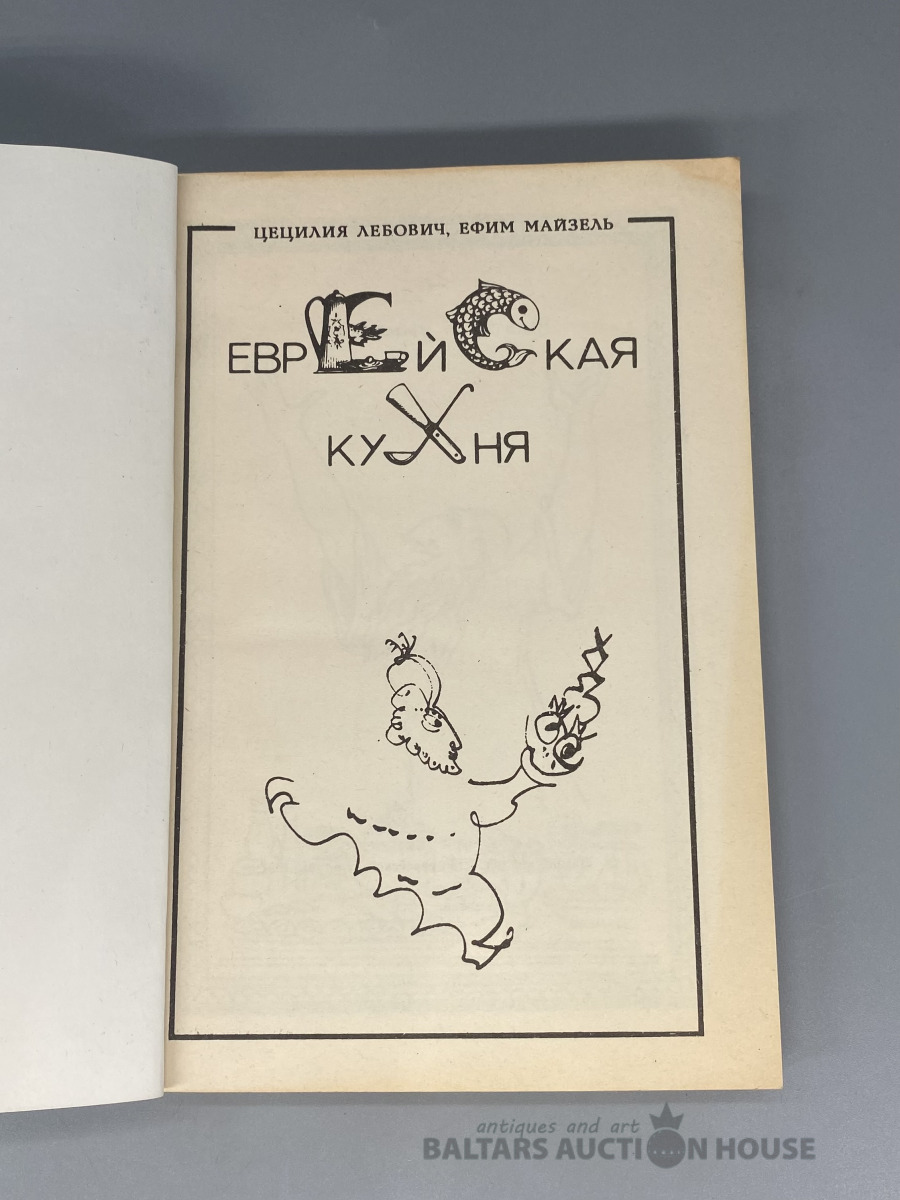 ЦЕЦИЛИЯ ЛЕБОВИЧ, ЕФИМ МАЙЗЕЛЬ
ЕВРЕЙСКАЯ
КУХНЯ
antiques and art
BALTARS AUCTION HOUSE